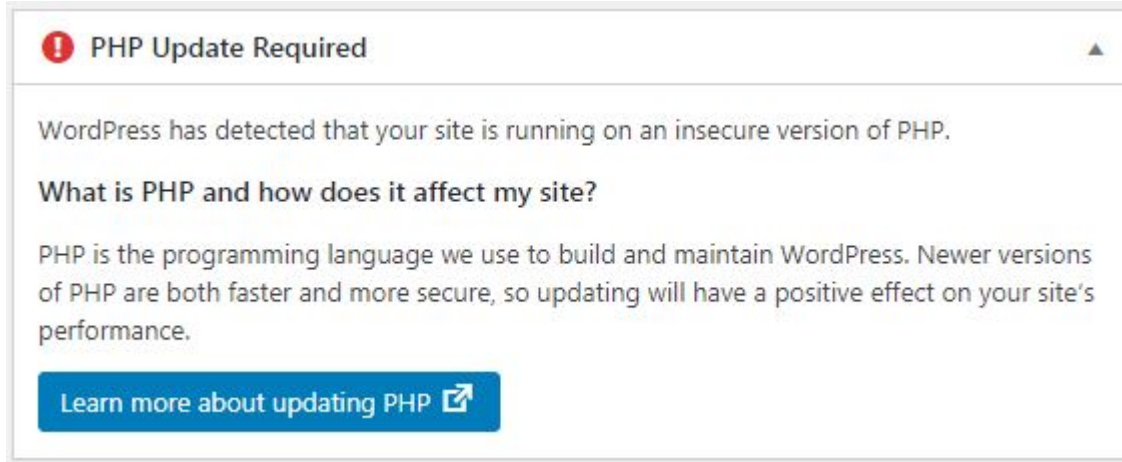 PHP Update Required
WordPress has detected that your site is running on an insecure version of PHP.
What is PHP and how does it affect my site?
PHP is the programming language we use to build and maintain WordPress. Newer versions
of PHP are both faster and more secure, so updating will have a positive effect on your site's
performance.
Learn more about updating PHP